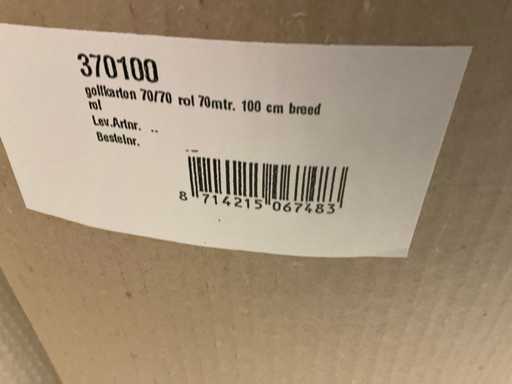 370100
golfkarton 70/70 rol 70mtr. 100 cm breed
rol
Lev.Artnr. ..
Bestelnr.
8 714215 067483